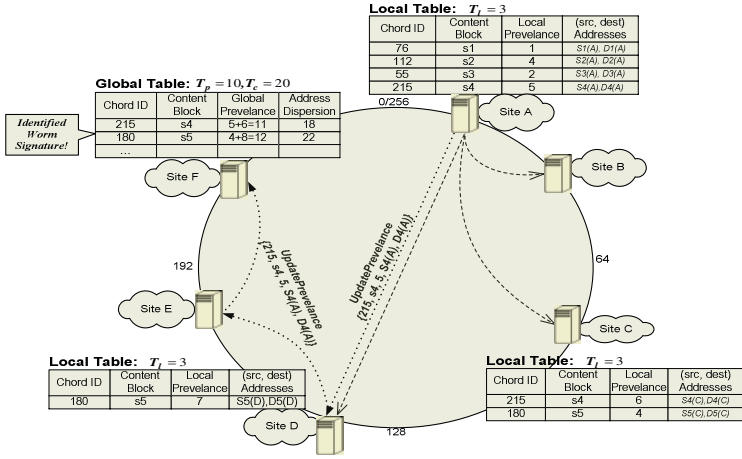 Local Table: Tl = 3
Chord ID Content Block Local Prevelance (src, dest) Addresses
76 s1 1 S1(A), D1(A)
112 s2 4 S2(A), D2(A)
55 s3 2 S3(A), D3(A)
215 s4 5 S4(A),D4(A)
Global Table: Tp = 10, Tc = 20
Chord ID Content Block Global Prevelance Address Dispersion
215 s4 5+6=11 18
180 s5 4+8=12 22
...
Identified
Worm
Signature!
0/256
Site A
Site B
Site F
UpdatePrevelance
{215, s4, 5, S4(A), D4(A)}
UpdatePrevelance
{215, s4, 5, S4(A), D4(A)}
192
64
Site E
Site C
Local Table: Tl = 3
Chord ID Content Block Local Prevelance (src, dest) Addresses
180 s5 7 S5(D),D5(D)
Local Table: Tl = 3
Chord ID Content Block Local Prevelance (src, dest) Addresses
215 s4 6 S4(C),D4(C)
180 s5 4 S5(C),D5(C)
Site D
128